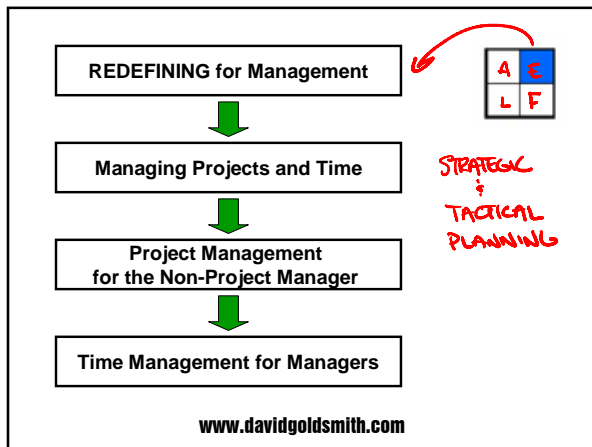 REDEFINING for Management
A E
L F
Managing Projects and Time
STRATEGIC
&
TACTICAL
PLANNING
Project Management
for the Non-Project Manager
Time Management for Managers
www.davidgoldsmith.com